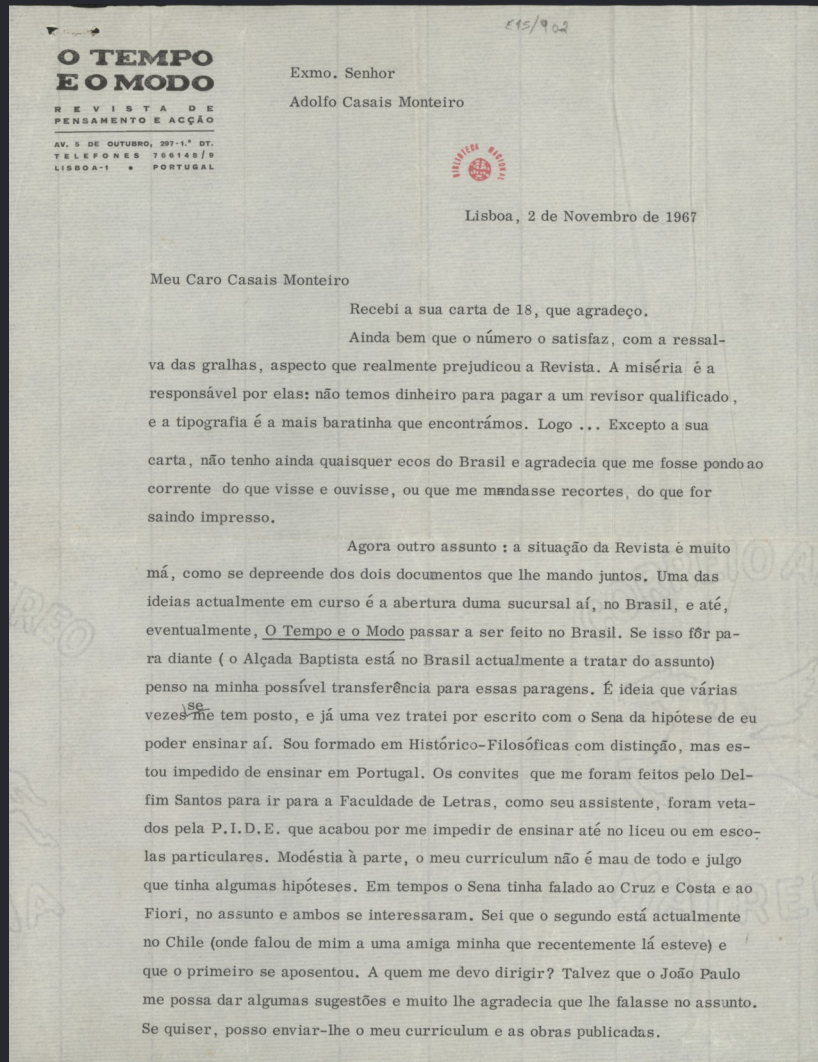 E15/902
O TEMPO
E O MODO
REVISTA DE
PENSAMENTO E ACÇÃO
AV. 5 DE OUTUBRO, 297-1.º DT.
TELEFONES 766148/9
LISBOA-1 • PORTUGAL
Exmo. Senhor
Adolfo Casais Monteiro
BIBLIOTECA NACIONAL
Lisboa, 2 de Novembro de 1967
Meu Caro Casais Monteiro
Recebi a sua carta de 18, que agradeço.
Ainda bem que o número o satisfaz, com a ressal-
va das gralhas, aspecto que realmente prejudicou a Revista. A miséria é a
responsável por elas: não temos dinheiro para pagar a um revisor qualificado,
e a tipografia é a mais baratinha que encontrámos. Logo ... Excepto a sua
carta, não tenho ainda quaisquer ecos do Brasil e agradecia que me fosse pondo ao
corrente do que visse e ouvisse, ou que me mandasse recortes, do que for
saindo impresso.
Agora outro assunto : a situação da Revista é muito
má, como se depreende dos dois documentos que lhe mando juntos. Uma das
ideias actualmente em curso é a abertura duma sucursal aí, no Brasil, e até,
eventualmente, O Tempo e o Modo passar a ser feito no Brasil. Se isso fôr pa-
ra diante ( o Alçada Baptista está no Brasil actualmente a tratar do assunto)
penso na minha possível transferência para essas paragens. É ideia que várias
vezes se me tem posto, e já uma vez tratei por escrito com o Sena da hipótese de eu
poder ensinar aí. Sou formado em Histórico-Filosóficas com distinção, mas es-
tou impedido de ensinar em Portugal. Os convites que me foram feitos pelo Del-
fim Santos para ir para a Faculdade de Letras, como seu assistente, foram veta-
dos pela P.I.D.E. que acabou por me impedir de ensinar até no liceu ou em esco-
las particulares. Modéstia à parte, o meu curriculum não é mau de todo e julgo
que tinha algumas hipóteses. Em tempos o Sena tinha falado ao Cruz e Costa e ao
Fiori, no assunto e ambos se interessaram. Sei que o segundo está actualmente
no Chile (onde falou de mim a uma amiga minha que recentemente lá esteve) e
que o primeiro se aposentou. A quem me devo dirigir? Talvez que o João Paulo
me possa dar algumas sugestões e muito lhe agradecia que lhe falasse no assunto.
Se quiser, posso enviar-lhe o meu curriculum e as obras publicadas.